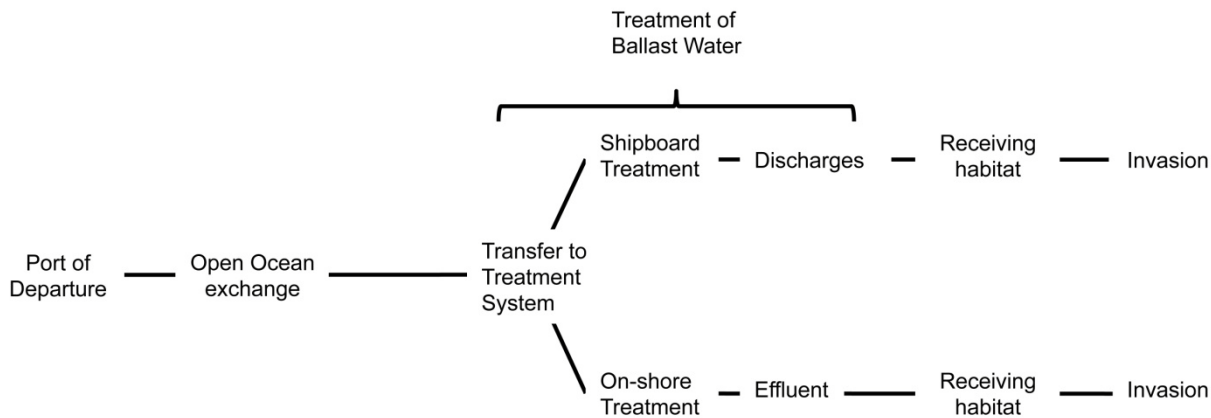 Treatment of
Ballast Water
Shipboard
Treatment
Discharges
Receiving
habitat
Invasion
Port of
Departure
Open Ocean
exchange
Transfer to
Treatment
System
On-shore
Treatment
Effluent
Receiving
habitat
Invasion